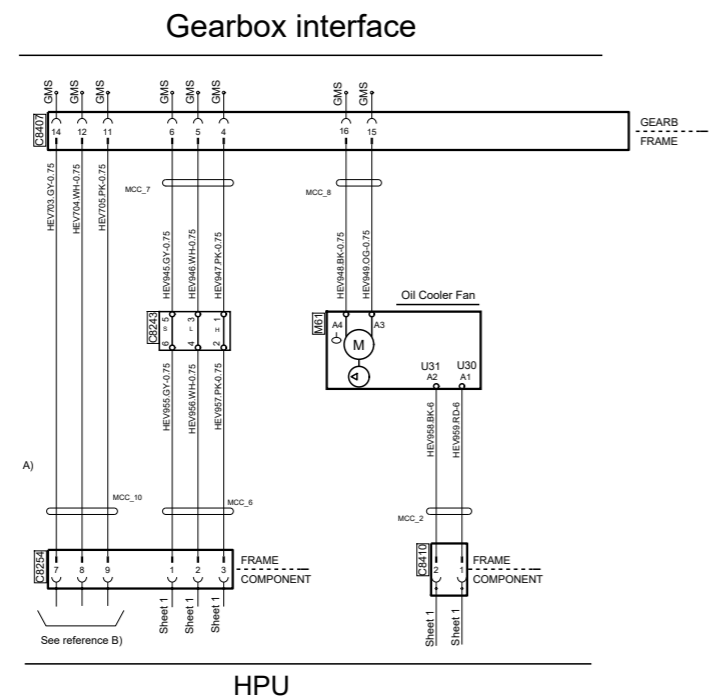 Gearbox interface
GMS GMS GMS GMS GMS GMS GMS GMS
C8407
14 12 11 6 5 4 16 15
GEARB
FRAME
MCC_7
MCC_8
HEV703.GY-0.75
HEV704.WH-0.75
HEV705.PK-0.75
HEV945.GY-0.75
HEV946.WH-0.75
HEV947.PK-0.75
HEV948.BK-0.75
HEV949.OG-0.75
Oil Cooler Fan
C8243
5 3 1
S L H
6 4 2
M61
A4 A3
M
U31 U30
A2 A1
HEV955.GY-0.75
HEV956.WH-0.75
HEV957.PK-0.75
HEV958.BK-6
HEV959.RD-6
A)
MCC_10
MCC_6
MCC_2
C8254
7 8 9 1 2 3
FRAME
COMPONENT
C8410
2 1
FRAME
COMPONENT
Sheet 1 Sheet 1 Sheet 1 Sheet 1 Sheet 1
See reference B)
HPU